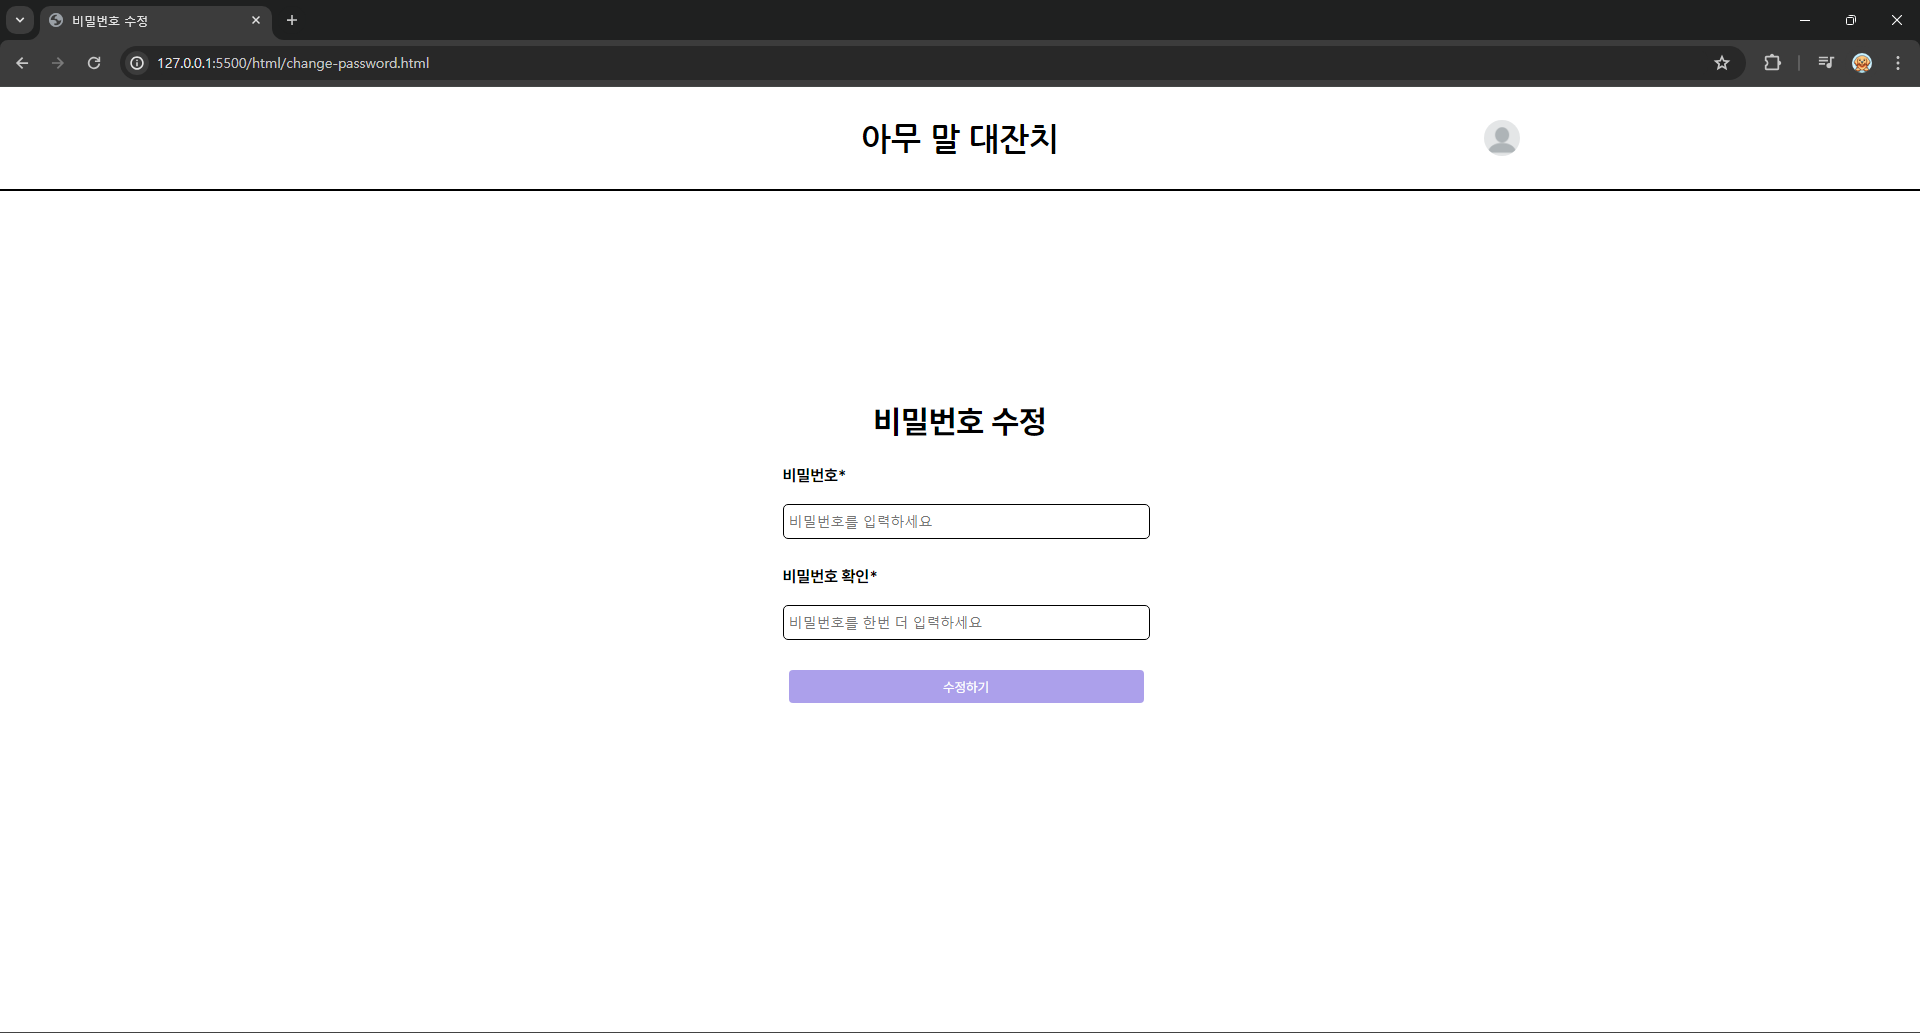 비밀번호 수정
127.0.0.1:5500/html/change-password.html
아무 말 대잔치
비밀번호 수정
비밀번호*
비밀번호를 입력하세요
비밀번호 확인*
비밀번호를 한번 더 입력하세요
수정하기